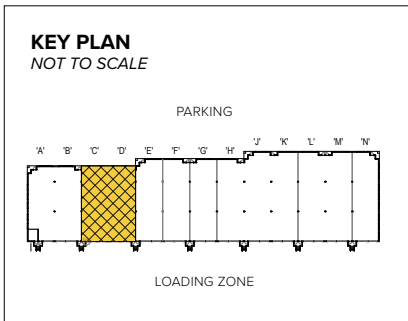 KEY PLAN
NOT TO SCALE
PARKING
'A' 'B' 'C' 'D' 'E' 'F' 'G' 'H' 'J' 'K' 'L' 'M' 'N'
LOADING ZONE